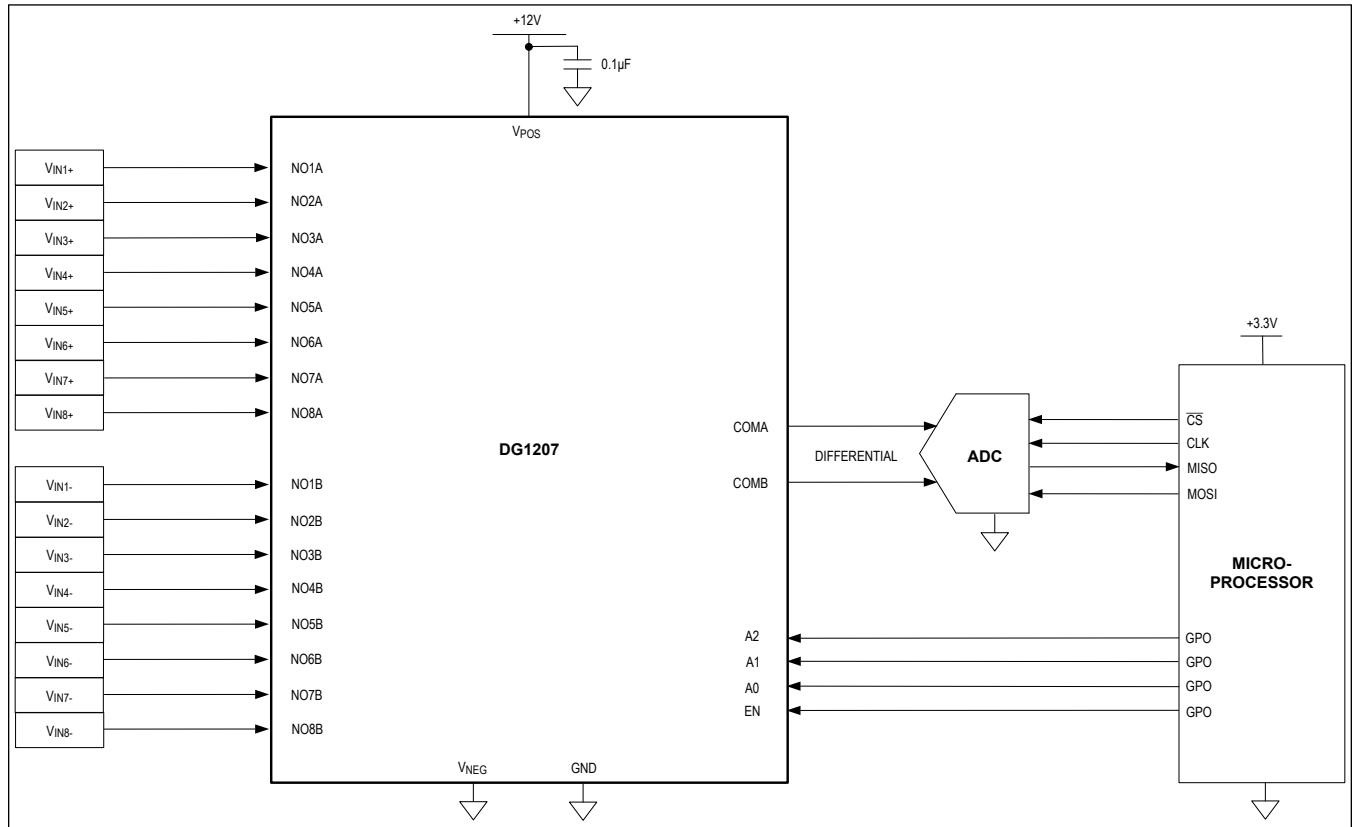 +12V
0.1µF
VPOS
VIN1+ NO1A
VIN2+ NO2A
VIN3+ NO3A
VIN4+ NO4A
VIN5+ NO5A
VIN6+ NO6A
VIN7+ NO7A
VIN8+ NO8A
VIN1- NO1B
VIN2- NO2B
VIN3- NO3B
VIN4- NO4B
VIN5- NO5B
VIN6- NO6B
VIN7- NO7B
VIN8- NO8B
DG1207
VNEG
GND
COMA
COMB
A2
A1
A0
EN
DIFFERENTIAL
ADC
+3.3V
CS
CLK
MISO
MOSI
MICRO-
PROCESSOR
GPO
GPO
GPO
GPO